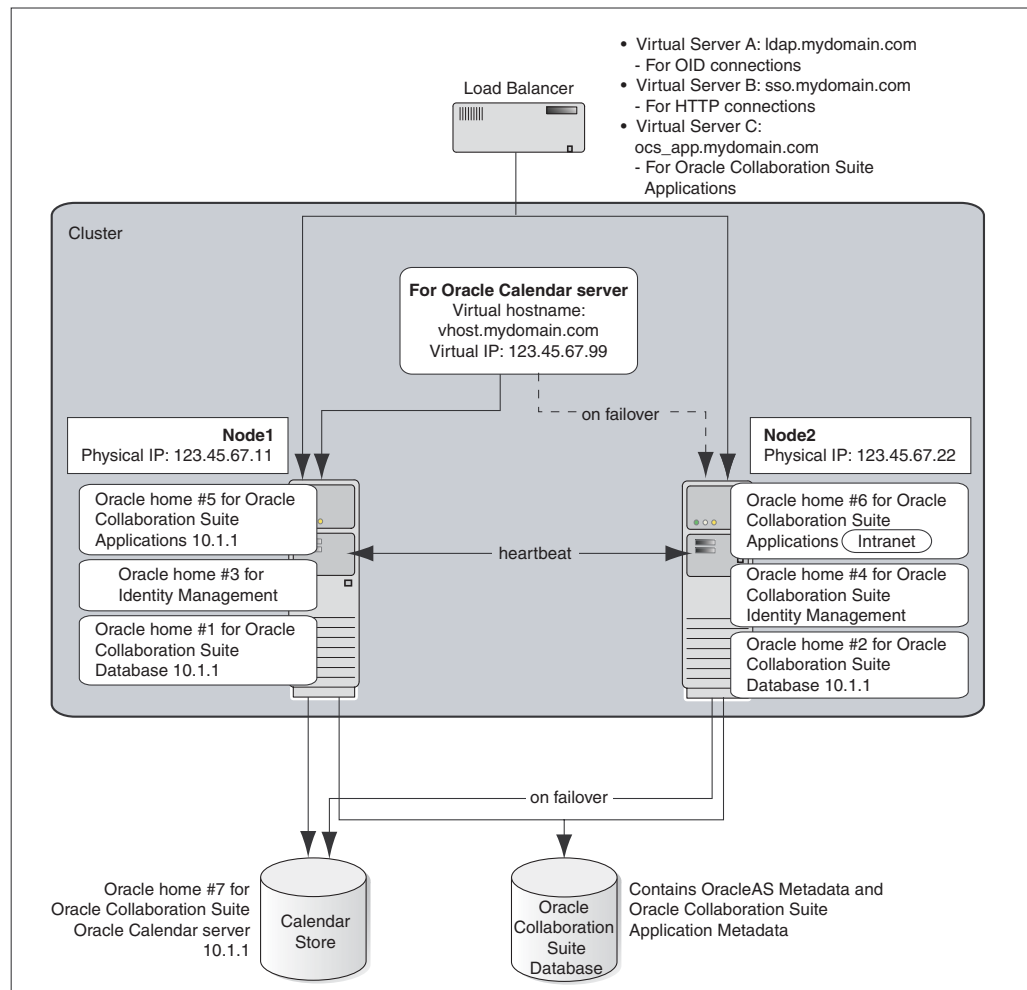 • Virtual Server A: ldap.mydomain.com
- For OID connections
• Virtual Server B: sso.mydomain.com
- For HTTP connections
• Virtual Server C:
ocs_app.mydomain.com
- For Oracle Collaboration Suite
Applications
Load Balancer
Cluster
For Oracle Calendar server
Virtual hostname:
vhost.mydomain.com
Virtual IP: 123.45.67.99
on failover
Node1
Physical IP: 123.45.67.11
Node2
Physical IP: 123.45.67.22
Oracle home #5 for Oracle
Collaboration Suite
Applications 10.1.1
Oracle home #3 for
Identity Management
Oracle home #1 for Oracle
Collaboration Suite
Database 10.1.1
heartbeat
Oracle home #6 for Oracle
Collaboration Suite
Applications Intranet
Oracle home #4 for Oracle
Collaboration Suite
Identity Management
Oracle home #2 for Oracle
Collaboration Suite
Database 10.1.1
on failover
Oracle home #7 for
Oracle Collaboration Suite
Oracle Calendar server
10.1.1
Calendar
Store
Oracle
Collaboration
Suite
Database
Contains OracleAS Metadata and
Oracle Collaboration Suite
Application Metadata